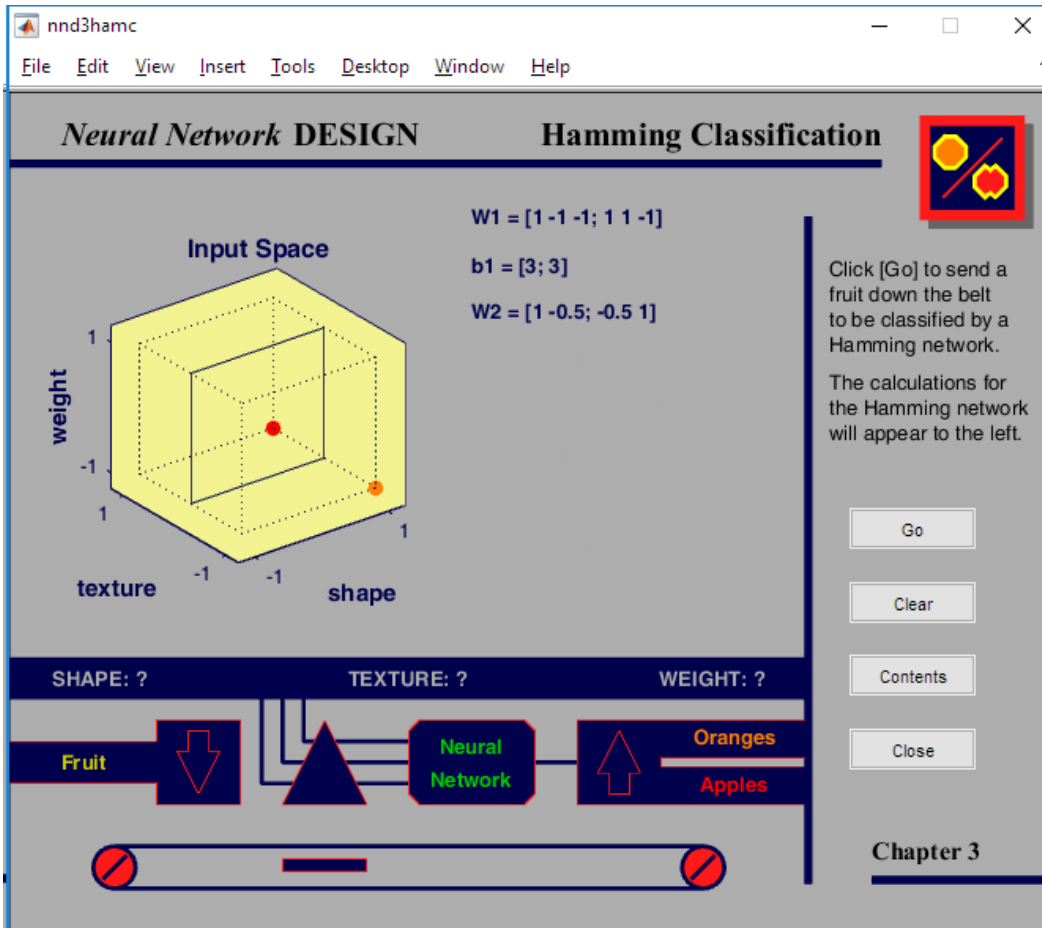 nnd3hamc
File Edit View Insert Tools Desktop Window Help
Neural Network DESIGN Hamming Classification
W1 = [1 -1 -1; 1 1 -1]
b1 = [3; 3]
W2 = [1 -0.5; -0.5 1]
Input Space
weight
1
-1
1
-1
texture
-1
1
shape
Click [Go] to send a
fruit down the belt
to be classified by a
Hamming network.
The calculations for
the Hamming network
will appear to the left.
Go
Clear
Contents
Close
SHAPE: ? TEXTURE: ? WEIGHT: ?
Fruit
Neural
Network
Oranges
Apples
Chapter 3